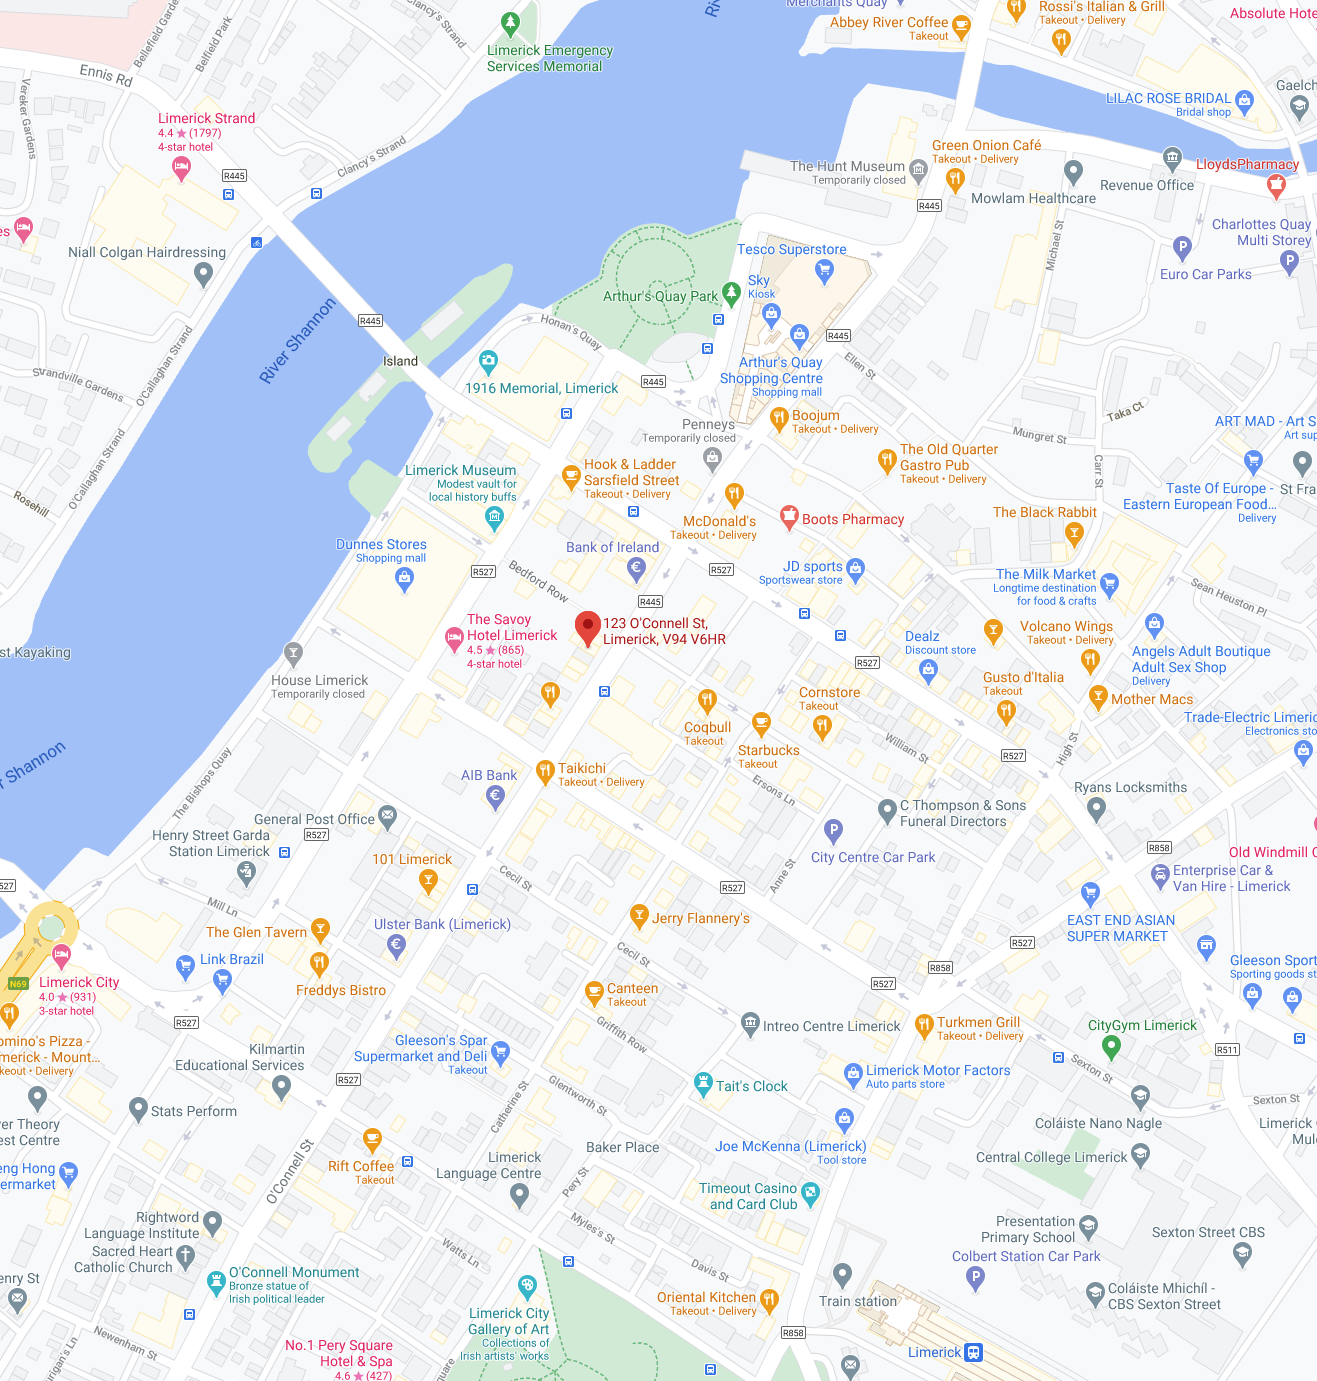 Merchants Quay
Abbey River Coffee
Takeout
Rossi's Italian & Grill
Takeout • Delivery
Absolute Hote
Clancy's Strand
Bellefield Garde
Belfield Park
Limerick Emergency
Services Memorial
Ennis Rd
Vereker Gardens
LILAC ROSE BRIDAL
Bridal shop
Gaelch
Limerick Strand
4.4 ★ (1797)
4-star hotel
R445
Clancy's Strand
The Hunt Museum
Temporarily closed
Green Onion Café
Takeout • Delivery
Mowlam Healthcare
Revenue Office
LloydsPharmacy
R445
Charlottes Quay
Multi Storey
Euro Car Parks
Michael St
Niall Colgan Hairdressing
Tesco Superstore
Sky
Kiosk
Arthur's Quay Park
River Shannon
R445
Honan's Quay
R445
Island
O'Callaghan Strand
Strandville Gardens
1916 Memorial, Limerick
R445
Arthur's Quay
Shopping Centre
Shopping mall
Ellen St
Taka Ct
Mungret St
Boojum
Takeout • Delivery
Penneys
Temporarily closed
ART MAD - Art S
Art sup
The Old Quarter
Gastro Pub
Takeout • Delivery
Carr St
Limerick Museum
Modest vault for
local history buffs
Hook & Ladder
Sarsfield Street
Takeout • Delivery
O'Callaghan Strand
Rosehill
Taste Of Europe -
Eastern European Food...
Delivery
St Fra
McDonald's
Takeout • Delivery
Boots Pharmacy
The Black Rabbit
Dunnes Stores
Shopping mall
Bank of Ireland
R527
Bedford Row
R527
JD sports
Sportswear store
The Milk Market
Longtime destination
for food & crafts
Sean Heuston Pl
R445
The Savoy
Hotel Limerick
4.5 ★ (865)
4-star hotel
123 O'Connell St,
Limerick, V94 V6HR
Dealz
Discount store
Volcano Wings
Takeout • Delivery
Angels Adult Boutique
Adult Sex Shop
Delivery
st Kayaking
House Limerick
Temporarily closed
R527
Gusto d'Italia
Takeout
Mother Macs
Cornstore
Takeout
Coqbull
Takeout
Starbucks
Takeout
William St
R527
High St
Trade-Electric Limeric
Electronics sto
r Shannon
The Bishops Quay
AIB Bank
Taikichi
Takeout • Delivery
Ersons Ln
Ryans Locksmiths
C Thompson & Sons
Funeral Directors
General Post Office
R527
Henry Street Garda
Station Limerick
City Centre Car Park
R858
Old Windmill C
101 Limerick
Cecil St
R527
Anne St
Enterprise Car &
Van Hire - Limerick
527
Mill Ln
The Glen Tavern
Ulster Bank (Limerick)
Jerry Flannery's
EAST END ASIAN
SUPER MARKET
R527
Link Brazil
Cecil St
R858
Gleeson Sport
Sporting goods st
N69
Limerick City
4.0 ★ (931)
3-star hotel
Freddys Bistro
R527
Canteen
Takeout
R527
Griffith Row
Intreo Centre Limerick
Turkmen Grill
Takeout • Delivery
CityGym Limerick
omino's Pizza -
merick - Mount...
keout • Delivery
Gleeson's Spar
Supermarket and Deli
Takeout
Kilmartin
Educational Services
R527
R511
Sexton St
Limerick Motor Factors
Auto parts store
Tait's Clock
Glentworth St
Catherine St
Stats Perform
Sexton St
er Theory
est Centre
Coláiste Nano Nagle
Limerick
Mul
Baker Place
Joe McKenna (Limerick)
Tool store
Central College Limerick
eng Hong
ermarket
Rift Coffee
Takeout
O'Connell St
Limerick
Language Centre
Pery St
Timeout Casino
and Card Club
Rightword
Language Institute
Sacred Heart
Catholic Church
Myles's St
Watts Ln
Presentation
Primary School
Sexton Street CBS
Colbert Station Car Park
enry St
O'Connell Monument
Bronze statue of
Irish political leader
Davis St
Oriental Kitchen
Takeout • Delivery
Train station
Coláiste Mhichíl -
CBS Sexton Street
Limerick City
Gallery of Art
Collections of
Irish artists' works
Newenham St
R858
Limerick
No.1 Pery Square
Hotel & Spa
4.6 ★ (427)